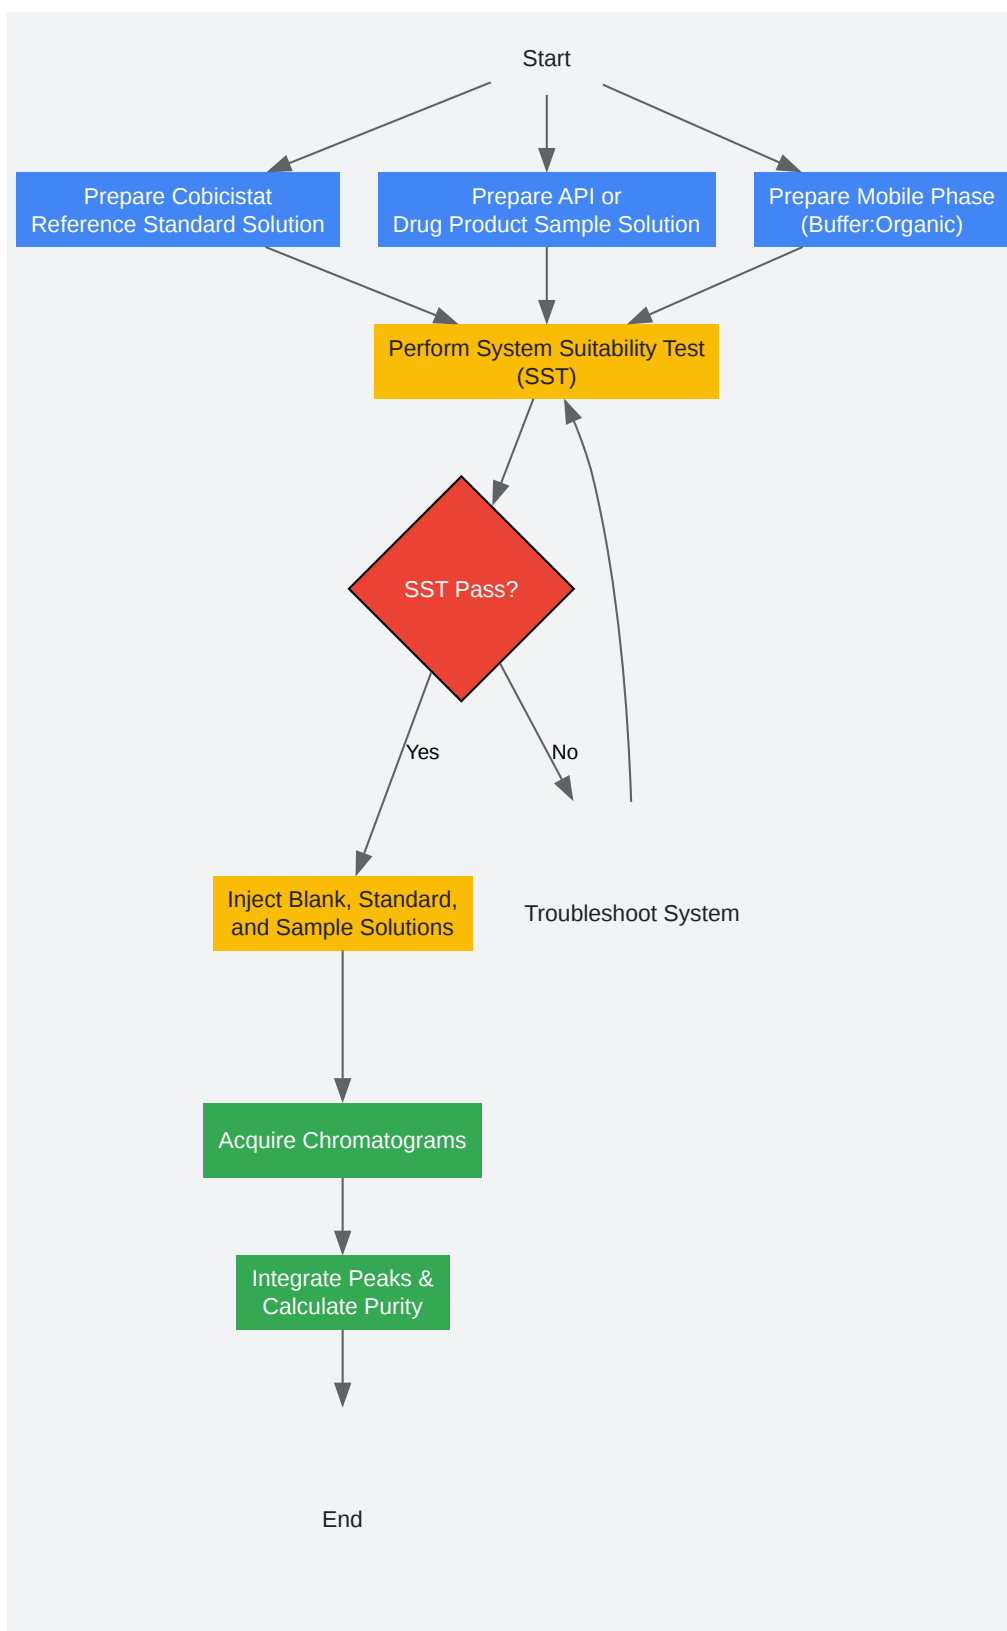 Start
Prepare Cobicistat
Reference Standard Solution
Prepare API or
Drug Product Sample Solution
Prepare Mobile Phase
(Buffer:Organic)
Perform System Suitability Test
(SST)
SST Pass?
Yes
No
Inject Blank, Standard,
and Sample Solutions
Troubleshoot System
Acquire Chromatograms
Integrate Peaks &
Calculate Purity
End